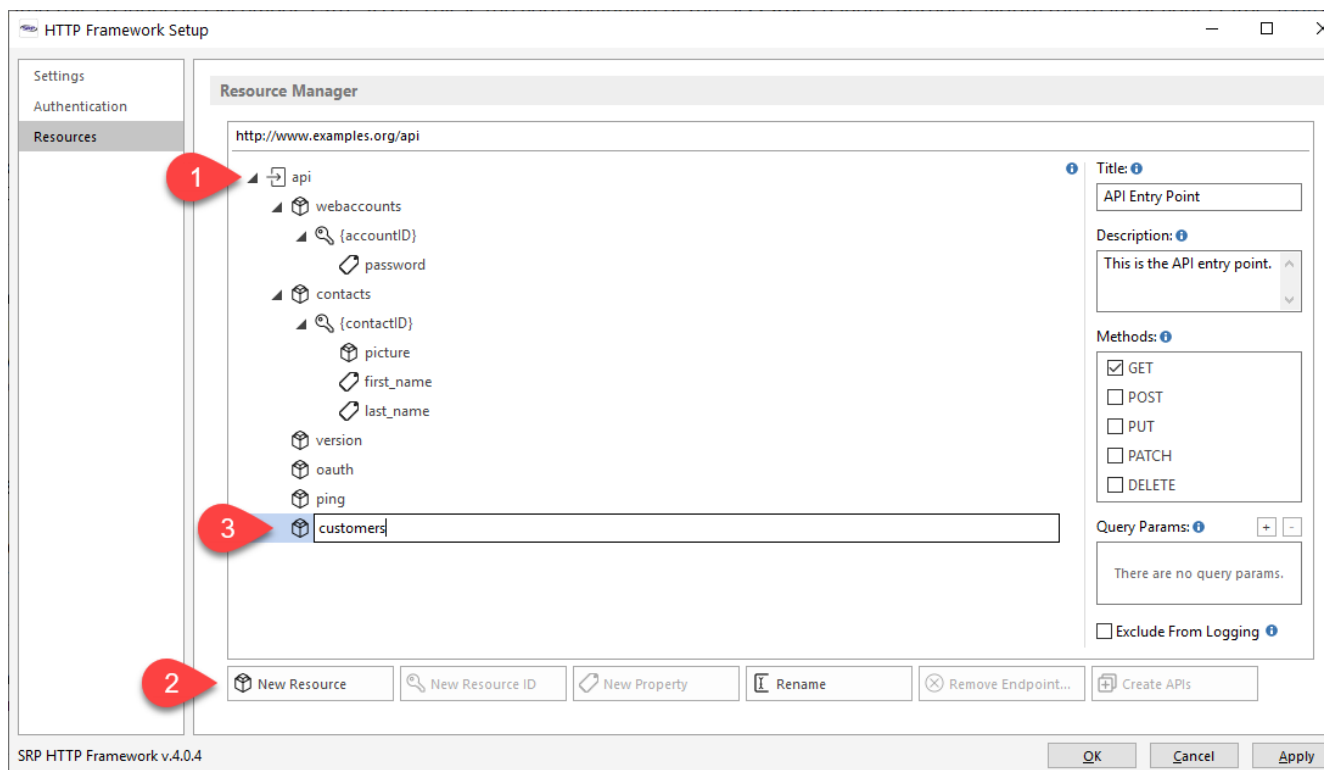 HTTP Framework Setup
Settings
Authentication
Resources
Resource Manager
http://www.examples.org/api
1
api
webaccounts
{accountID}
password
contacts
{contactID}
picture
first_name
last_name
version
oauth
ping
3
customers
Title:
API Entry Point
Description:
This is the API entry point.
Methods:
GET
POST
PUT
PATCH
DELETE
Query Params:
+ -
There are no query params.
Exclude From Logging
2
New Resource New Resource ID New Property Rename Remove Endpoint... Create APIs
SRP HTTP Framework v.4.0.4
OK Cancel Apply